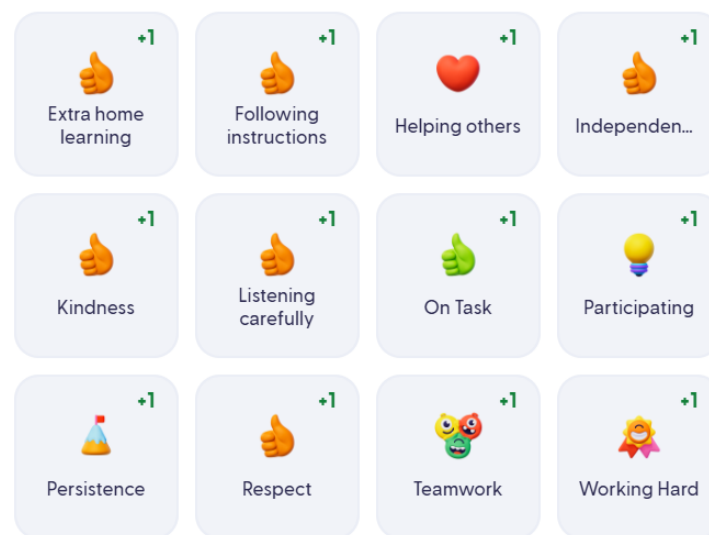 +1
+1
+1
+1
Extra home
learning
Following
instructions
Helping others
Independen...
+1
+1
+1
+1
Kindness
Listening
carefully
On Task
Participating
+1
+1
+1
+1
Persistence
Respect
Teamwork
Working Hard